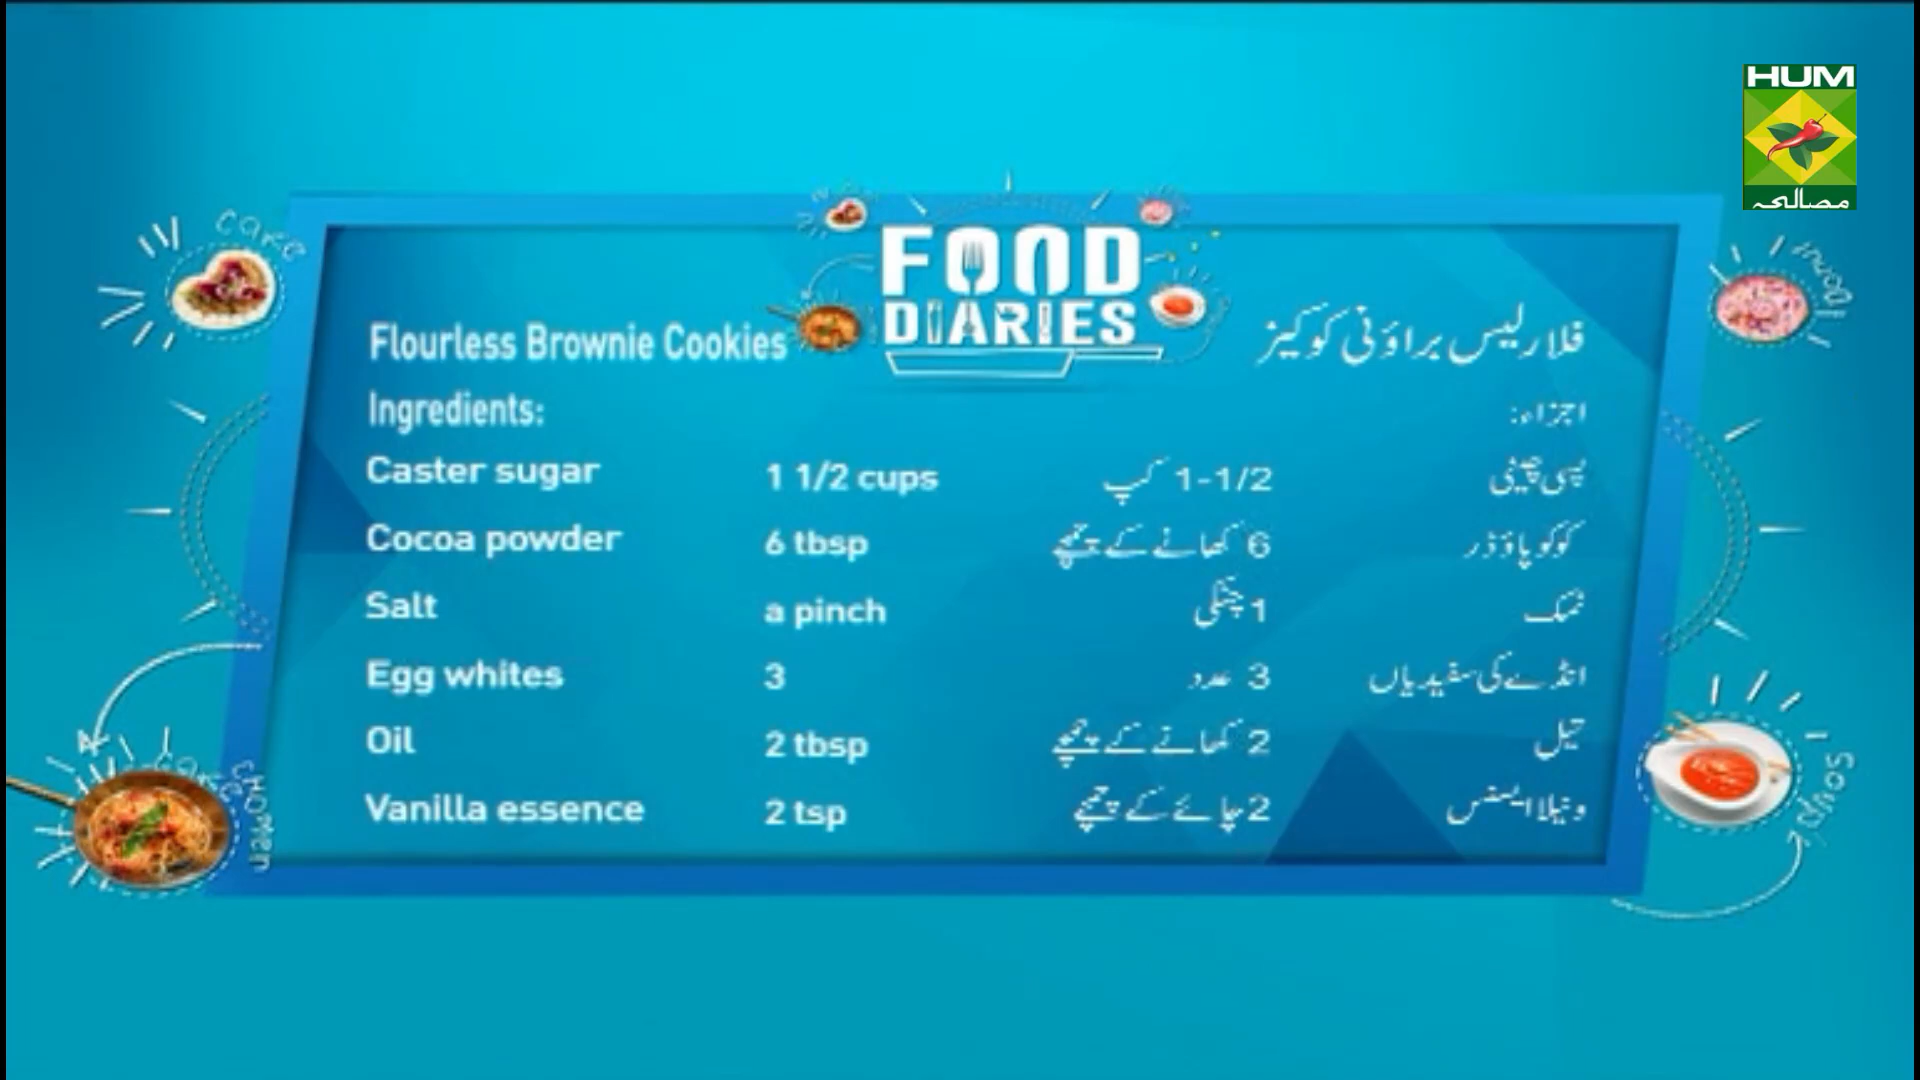 HUM
مصالحہ
FOOD
DIARIES
Flourless Brownie Cookies فلارلیس براؤنی کوکیز
Ingredients: اجزاء:
Caster sugar 1 1/2 cups 1-1/2 کپ پسی چینی
Cocoa powder 6 tbsp 6 کھانے کے چمچے کوکو پاؤڈر
Salt a pinch 1 چٹکی نمک
Egg whites 3 3 عدد انڈے کی سفیدیاں
Oil 2 tbsp 2 کھانے کے چمچے تیل
Vanilla essence 2 tsp 2 چائے کے چمچے ونیلا ایسنس
cake
Donut
Soup